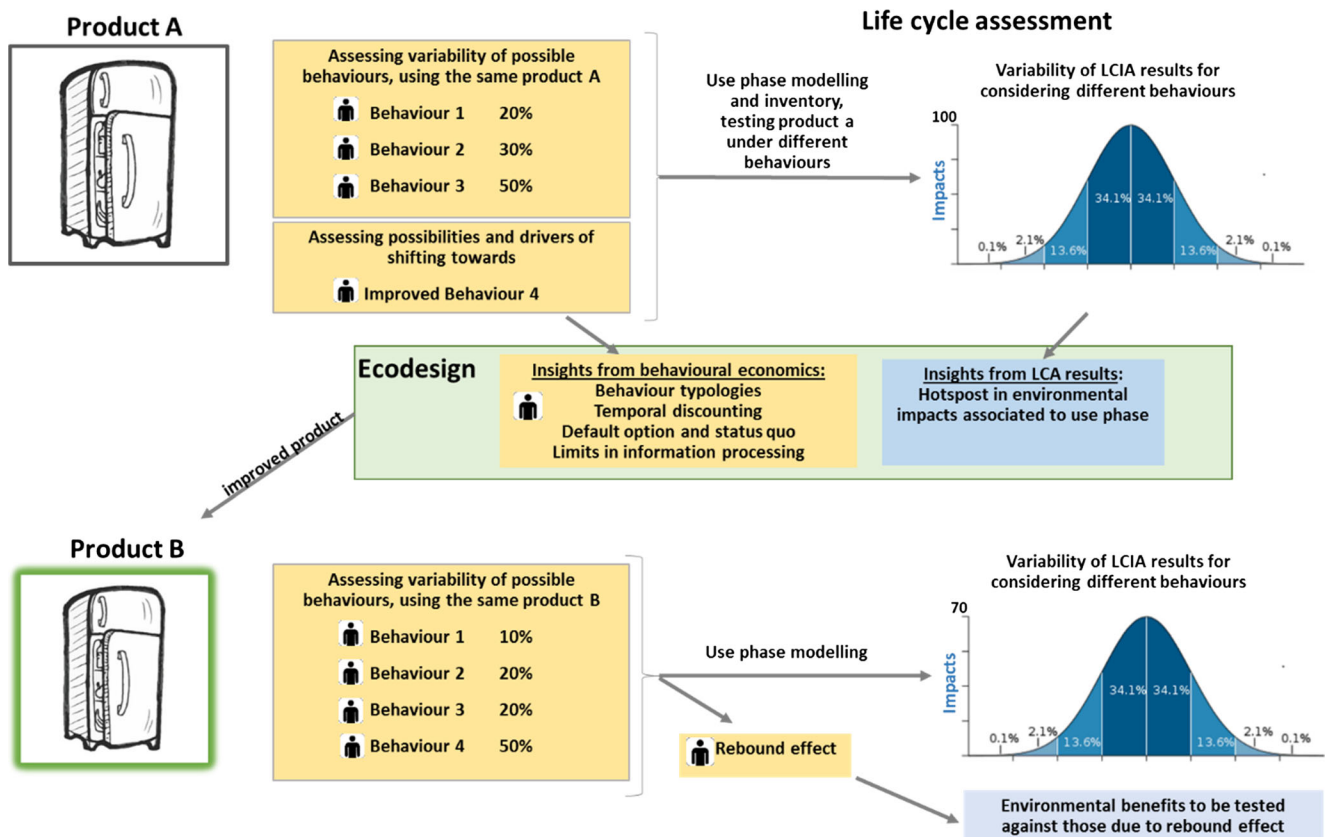 Product A
Assessing variability of possible
behaviours, using the same product A
Behaviour 1 20%
Behaviour 2 30%
Behaviour 3 50%
Assessing possibilities and drivers of
shifting towards
Improved Behaviour 4
Use phase modelling
and inventory,
testing product a
under different
behaviours
Life cycle assessment
Variability of LCIA results for
considering different behaviours
100
Impacts
0.1%
2.1%
13.6%
34.1%
34.1%
13.6%
2.1%
0.1%
Ecodesign
Insights from behavioural economics:
Behaviour typologies
Temporal discounting
Default option and status quo
Limits in information processing
Insights from LCA results:
Hotspost in environmental
impacts associated to use phase
improved product
Product B
Assessing variability of possible
behaviours, using the same product B
Behaviour 1 10%
Behaviour 2 20%
Behaviour 3 20%
Behaviour 4 50%
Use phase modelling
Rebound effect
Variability of LCIA results for
considering different behaviours
70
Impacts
0.1%
2.1%
13.6%
34.1%
34.1%
13.6%
2.1%
0.1%
Environmental benefits to be tested
against those due to rebound effect